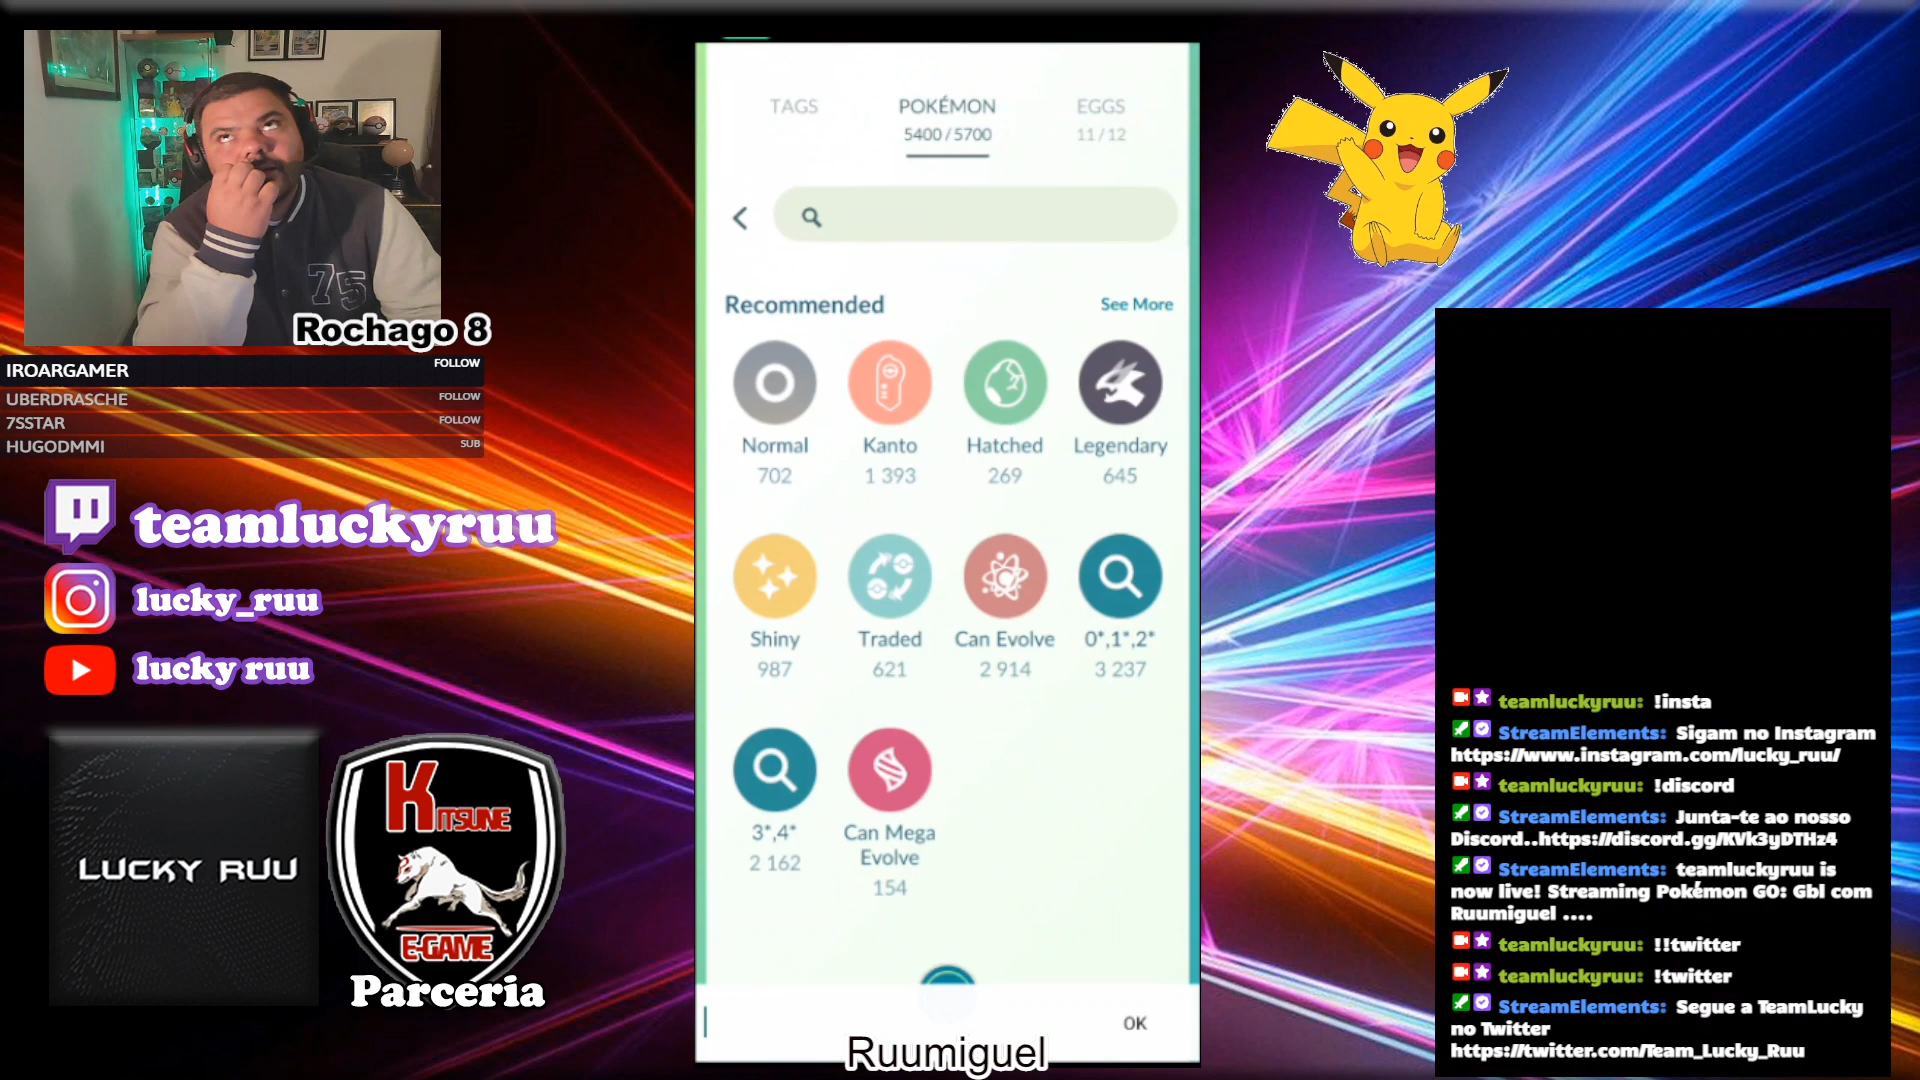 75
Rochago 8
IROARGAMER FOLLOW
UBERDRASCHE FOLLOW
7SSTAR FOLLOW
HUGODMMI SUB
teamluckyruu
lucky_ruu
lucky ruu
LUCKY RUU
KITSUNE
E-GAME
Parceria
TAGS
POKÉMON
5400 / 5700
EGGS
11 / 12
Recommended
See More
Normal
702
Kanto
1 393
Hatched
269
Legendary
645
Shiny
987
Traded
621
Can Evolve
2 914
0*,1*,2*
3 237
3*,4*
2 162
Can Mega
Evolve
154
OK
Ruumiguel
teamluckyruu: !insta
StreamElements: Sigam no Instagram
https://www.instagram.com/lucky_ruu/
teamluckyruu: !discord
StreamElements: Junta-te ao nosso
Discord..https://discord.gg/KVk3yDTHz4
StreamElements: teamluckyruu is
now live! Streaming Pokémon GO: Gbl com
Ruumiguel ....
teamluckyruu: !!twitter
teamluckyruu: !twitter
StreamElements: Segue a TeamLucky
no Twitter
https://twitter.com/Team_Lucky_Ruu